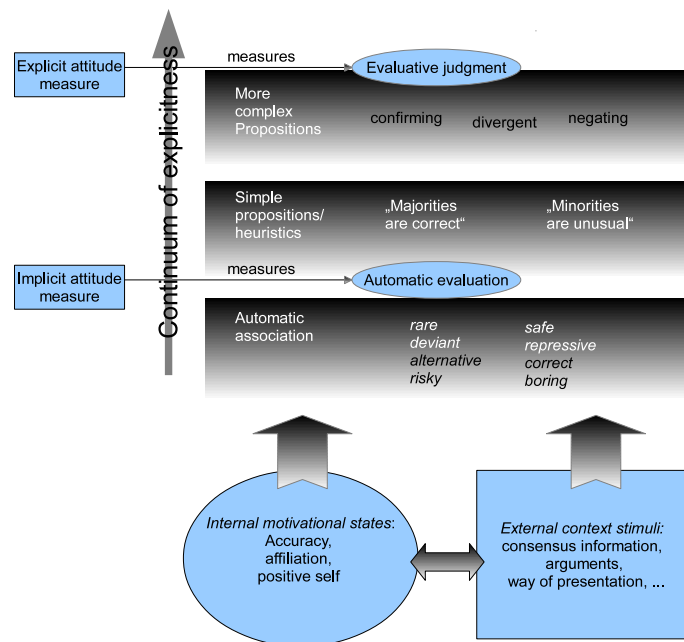 Continuum of explicitness
Explicit attitude
measure
measures
Evaluative judgment
More
complex
Propositions
confirming
divergent
negating
Simple
propositions/
heuristics
„Majorities
are correct“
„Minorities
are unusual“
Implicit attitude
measure
measures
Automatic evaluation
Automatic
association
rare
deviant
alternative
risky
safe
repressive
correct
boring
Internal motivational states:
Accuracy,
affiliation,
positive self
External context stimuli:
consensus information,
arguments,
way of presentation, ...